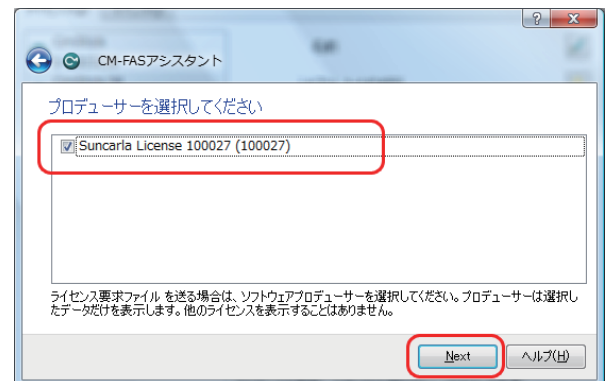 CM-FASアシスタント
プロデューサーを選択してください
Suncarla License 100027 (100027)
ライセンス要求ファイル を送る場合は、ソフトウェアプロデューサーを選択してください。プロデューサーは選択し
たデータだけを表示します。他のライセンスを表示することはありません。
Next ヘルプ(H)